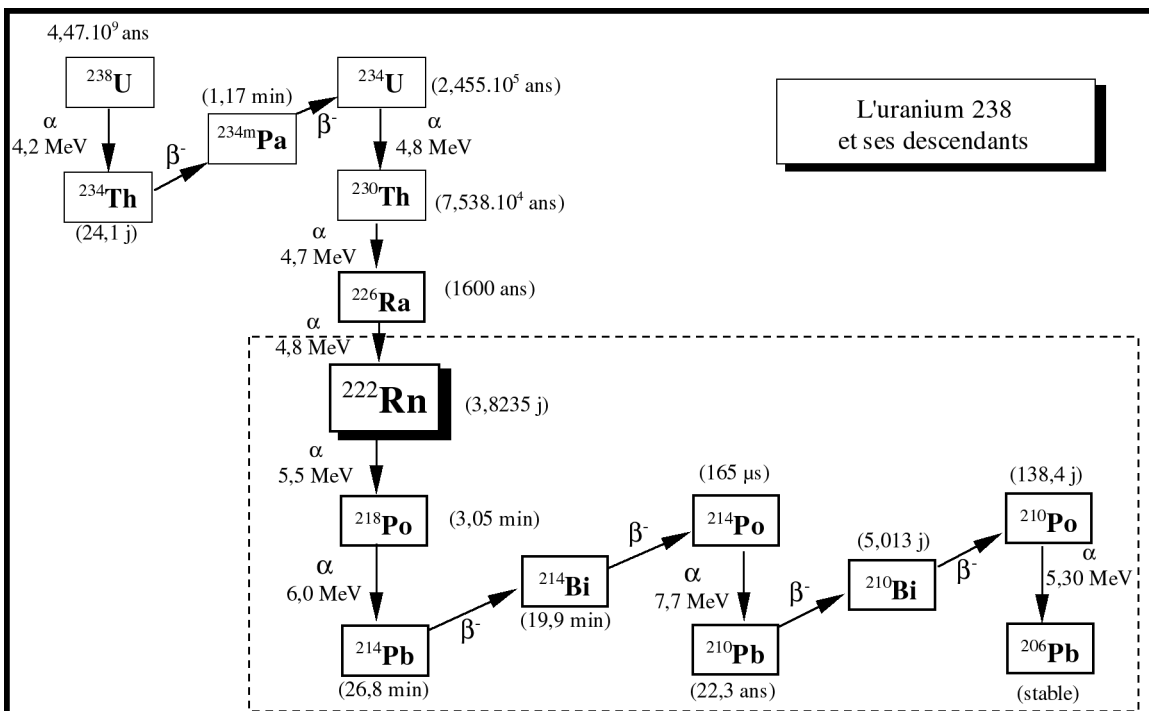 4,47.10⁹ ans
²³⁸U
α
4,2 MeV
²³⁴Th
(24,1 j)
β⁻
(1,17 min)
²³⁴ᵐPa
β⁻
²³⁴U
(2,455.10⁵ ans)
α
4,8 MeV
²³⁰Th
(7,538.10⁴ ans)
α
4,7 MeV
²²⁶Ra
(1600 ans)
α
4,8 MeV
²²²Rn
(3,8235 j)
α
5,5 MeV
²¹⁸Po
(3,05 min)
α
6,0 MeV
²¹⁴Pb
(26,8 min)
β⁻
²¹⁴Bi
(19,9 min)
β⁻
(165 µs)
²¹⁴Po
α
7,7 MeV
²¹⁰Pb
(22,3 ans)
β⁻
(5,013 j)
²¹⁰Bi
β⁻
(138,4 j)
²¹⁰Po
α
5,30 MeV
²⁰⁶Pb
(stable)
L'uranium 238
et ses descendants